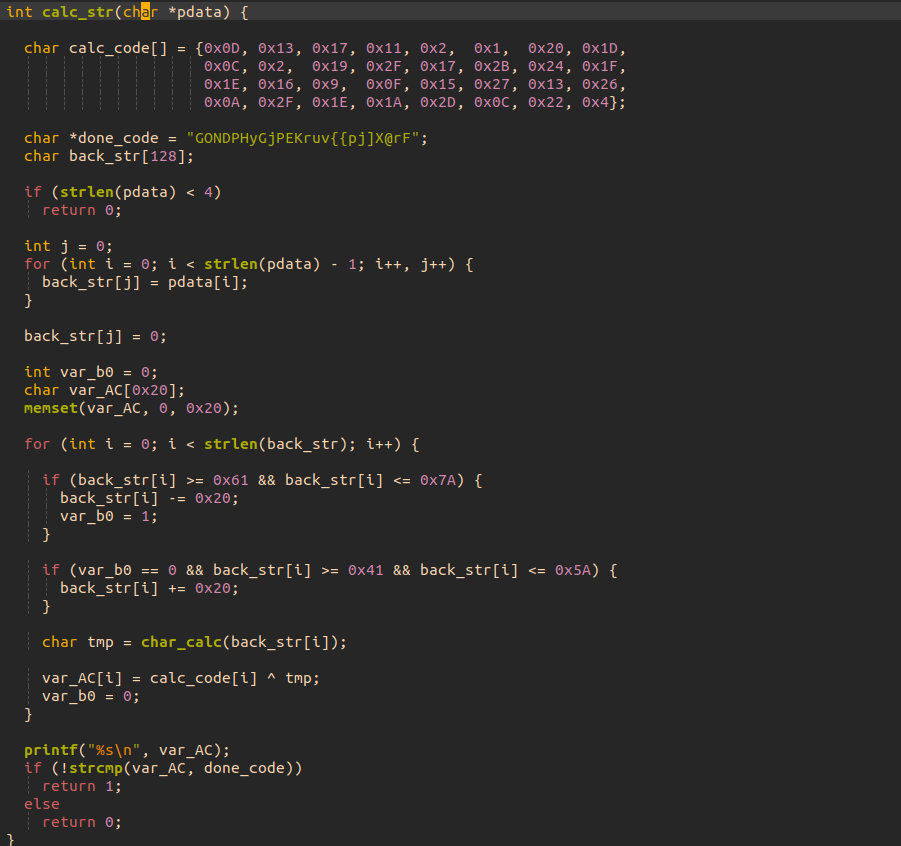 int calc_str(char *pdata) {
char calc_code[] = {0x0D, 0x13, 0x17, 0x11, 0x2, 0x1, 0x20, 0x1D,
0x0C, 0x2, 0x19, 0x2F, 0x17, 0x2B, 0x24, 0x1F,
0x1E, 0x16, 0x9, 0x0F, 0x15, 0x27, 0x13, 0x26,
0x0A, 0x2F, 0x1E, 0x1A, 0x2D, 0x0C, 0x22, 0x4};
char *done_code = "GONDPHyGjPEKruv{{pj]X@rF";
char back_str[128];
if (strlen(pdata) < 4)
return 0;
int j = 0;
for (int i = 0; i < strlen(pdata) - 1; i++, j++) {
back_str[j] = pdata[i];
}
back_str[j] = 0;
int var_b0 = 0;
char var_AC[0x20];
memset(var_AC, 0, 0x20);
for (int i = 0; i < strlen(back_str); i++) {
if (back_str[i] >= 0x61 && back_str[i] <= 0x7A) {
back_str[i] -= 0x20;
var_b0 = 1;
}
if (var_b0 == 0 && back_str[i] >= 0x41 && back_str[i] <= 0x5A) {
back_str[i] += 0x20;
}
char tmp = char_calc(back_str[i]);
var_AC[i] = calc_code[i] ^ tmp;
var_b0 = 0;
}
printf("%s\n", var_AC);
if (!strcmp(var_AC, done_code))
return 1;
else
return 0;
}